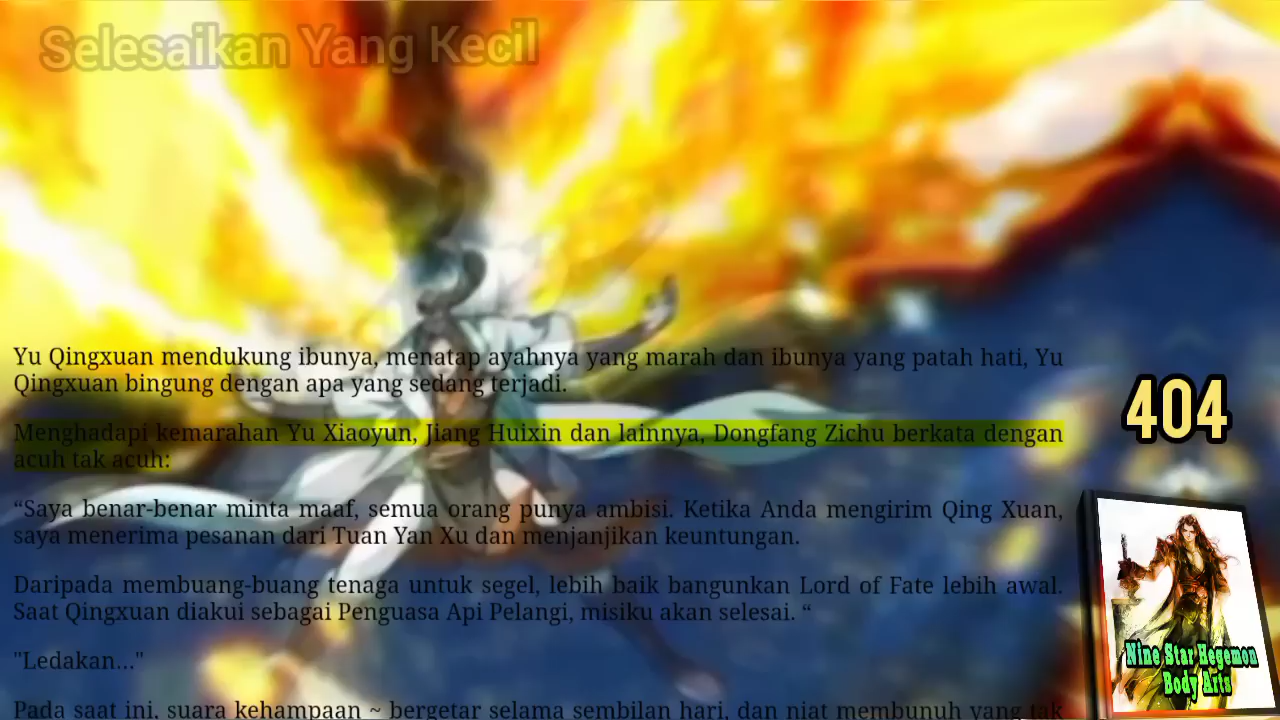 Selesaikan Yang Kecil
Yu Qingxuan mendukung ibunya, menatap ayahnya yang marah dan ibunya yang patah hati, Yu
Qingxuan bingung dengan apa yang sedang terjadi.
Menghadapi kemarahan Yu Xiaoyun, Jiang Huixin dan lainnya, Dongfang Zichu berkata dengan
acuh tak acuh:
“Saya benar-benar minta maaf, semua orang punya ambisi. Ketika Anda mengirim Qing Xuan,
saya menerima pesanan dari Tuan Yan Xu dan menjanjikan keuntungan.
Daripada membuang-buang tenaga untuk segel, lebih baik bangunkan Lord of Fate lebih awal.
Saat Qingxuan diakui sebagai Penguasa Api Pelangi, misiku akan selesai. “
"Ledakan..."
Pada saat ini, suara kehampaan ~ bergetar selama sembilan hari, dan niat membunuh yang tak
404
Nine Star Hegemon
Body Arts